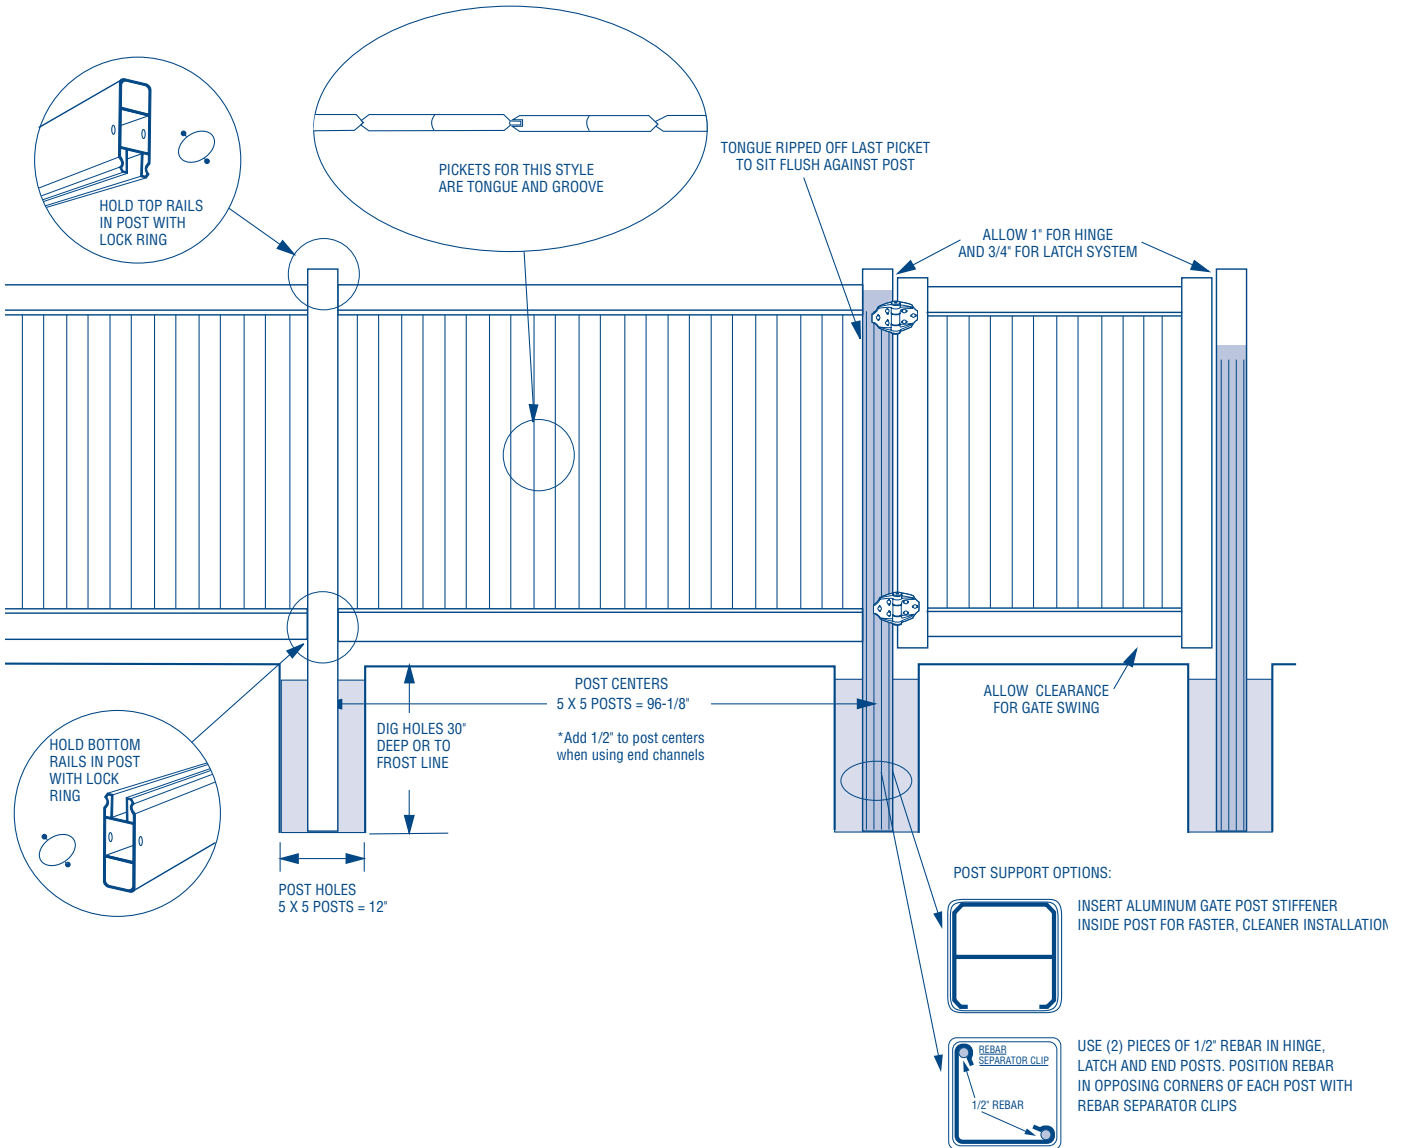 PICKETS FOR THIS STYLE
ARE TONGUE AND GROOVE
TONGUE RIPPED OFF LAST PICKET
TO SIT FLUSH AGAINST POST
HOLD TOP RAILS
IN POST WITH
LOCK RING
ALLOW 1" FOR HINGE
AND 3/4" FOR LATCH SYSTEM
POST CENTERS
5 X 5 POSTS = 96-1/8"
*Add 1/2" to post centers
when using end channels
ALLOW CLEARANCE
FOR GATE SWING
DIG HOLES 30"
DEEP OR TO
FROST LINE
HOLD BOTTOM
RAILS IN POST
WITH LOCK
RING
POST HOLES
5 X 5 POSTS = 12"
POST SUPPORT OPTIONS:
INSERT ALUMINUM GATE POST STIFFENER
INSIDE POST FOR FASTER, CLEANER INSTALLATION
REBAR
SEPARATOR CLIP
1/2" REBAR
USE (2) PIECES OF 1/2" REBAR IN HINGE,
LATCH AND END POSTS. POSITION REBAR
IN OPPOSING CORNERS OF EACH POST WITH
REBAR SEPARATOR CLIPS